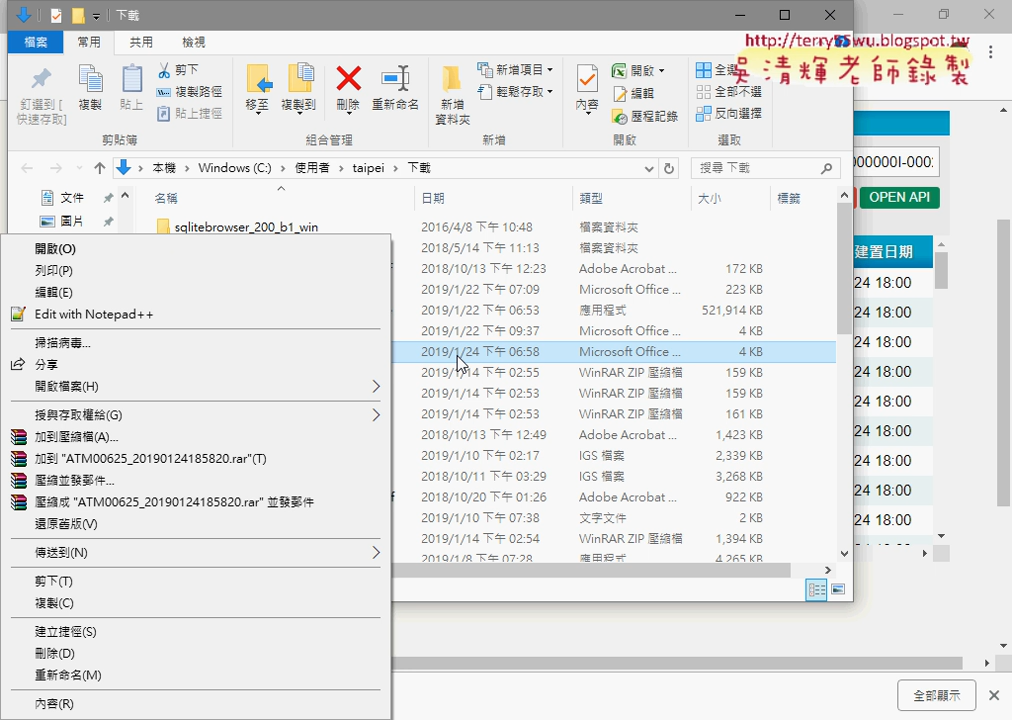 下載
檔案 常用 共用 檢視
http://terry55wu.blogspot.tw
吳清輝老師錄製
釘選到 [快速存取]
複製
貼上
剪下
複製路徑
貼上捷徑
剪貼簿
移至
複製到
刪除
重新命名
組合管理
新增
資料夾
新增項目
輕鬆存取
新增
內容
開啟
編輯
歷程記錄
開啟
全部不選
反向選擇
選取
本機 › Windows (C:) › 使用者 › taipei › 下載
搜尋 下載
000000I-000
OPEN API
文件
圖片
名稱 日期 類型 大小 標籤
sqlitebrowser_200_b1_win 2016/4/8 下午 10:48 檔案資料夾
2018/5/14 下午 11:13 檔案資料夾
2018/10/13 下午 12:23 Adobe Acrobat ... 172 KB
2019/1/22 下午 07:09 Microsoft Office ... 223 KB
2019/1/22 下午 06:53 應用程式 521,914 KB
2019/1/22 下午 09:37 Microsoft Office ... 4 KB
2019/1/24 下午 06:58 Microsoft Office ... 4 KB
2019/1/14 下午 02:55 WinRAR ZIP 壓縮檔 159 KB
2019/1/14 下午 02:53 WinRAR ZIP 壓縮檔 159 KB
2019/1/14 下午 02:53 WinRAR ZIP 壓縮檔 161 KB
2018/10/13 下午 12:49 Adobe Acrobat ... 1,423 KB
2019/1/10 下午 02:17 IGS 檔案 2,339 KB
2018/10/11 下午 03:29 IGS 檔案 3,268 KB
2018/10/20 下午 01:26 Adobe Acrobat ... 922 KB
2019/1/10 下午 07:38 文字文件 2 KB
2019/1/14 下午 02:54 WinRAR ZIP 壓縮檔 1,394 KB
2019/1/8 下午 07:28 應用程式 4,265 KB
開啟(O)
列印(P)
編輯(E)
Edit with Notepad++
掃描病毒...
分享
開啟檔案(H)
授與存取權給(G)
加到壓縮檔(A)...
加到 "ATM00625_20190124185820.rar"(T)
壓縮並發郵件...
壓縮成 "ATM00625_20190124185820.rar" 並發郵件
還原舊版(V)
傳送到(N)
剪下(T)
複製(C)
建立捷徑(S)
刪除(D)
重新命名(M)
內容(R)
建置日期
24 18:00
24 18:00
24 18:00
24 18:00
24 18:00
24 18:00
24 18:00
24 18:00
24 18:00
全部顯示